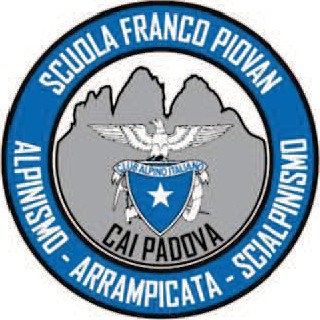 SCUOLA FRANCO PIOVAN
CLUB ALPINO ITALIANO
CAI PADOVA
ALPINISMO - ARRAMPICATA - SCIALPINISMO